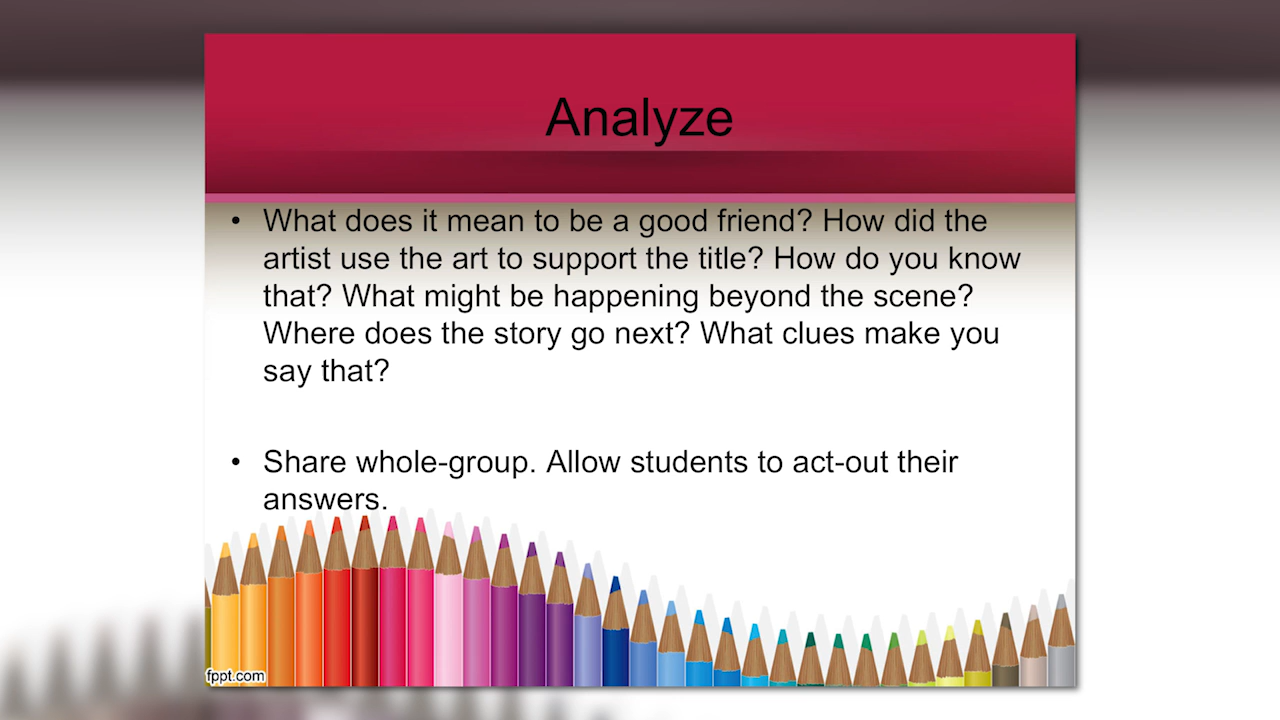 Analyze
• What does it mean to be a good friend? How did the
artist use the art to support the title? How do you know
that? What might be happening beyond the scene?
Where does the story go next? What clues make you
say that?
• Share whole-group. Allow students to act-out their
answers.
fppt.com